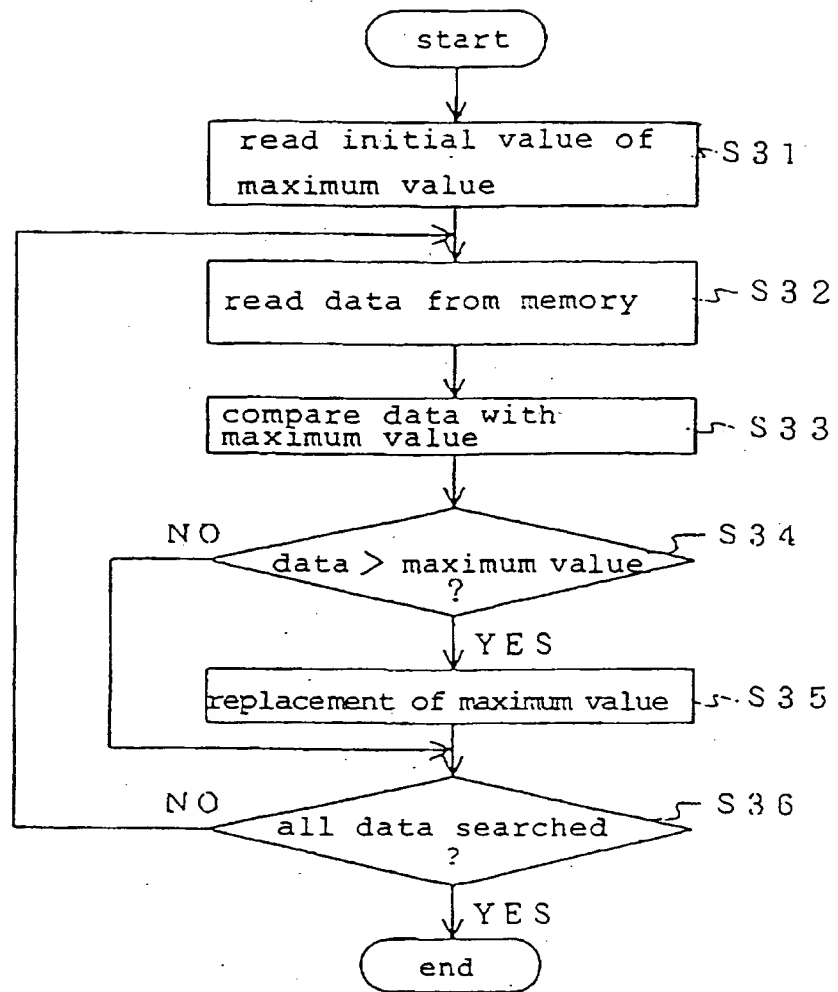 start
read initial value of
maximum value
S31
read data from memory
S32
compare data with
maximum value
S33
NO
data > maximum value
?
S34
YES
replacement of maximum value
S35
NO
all data searched
?
S36
YES
end